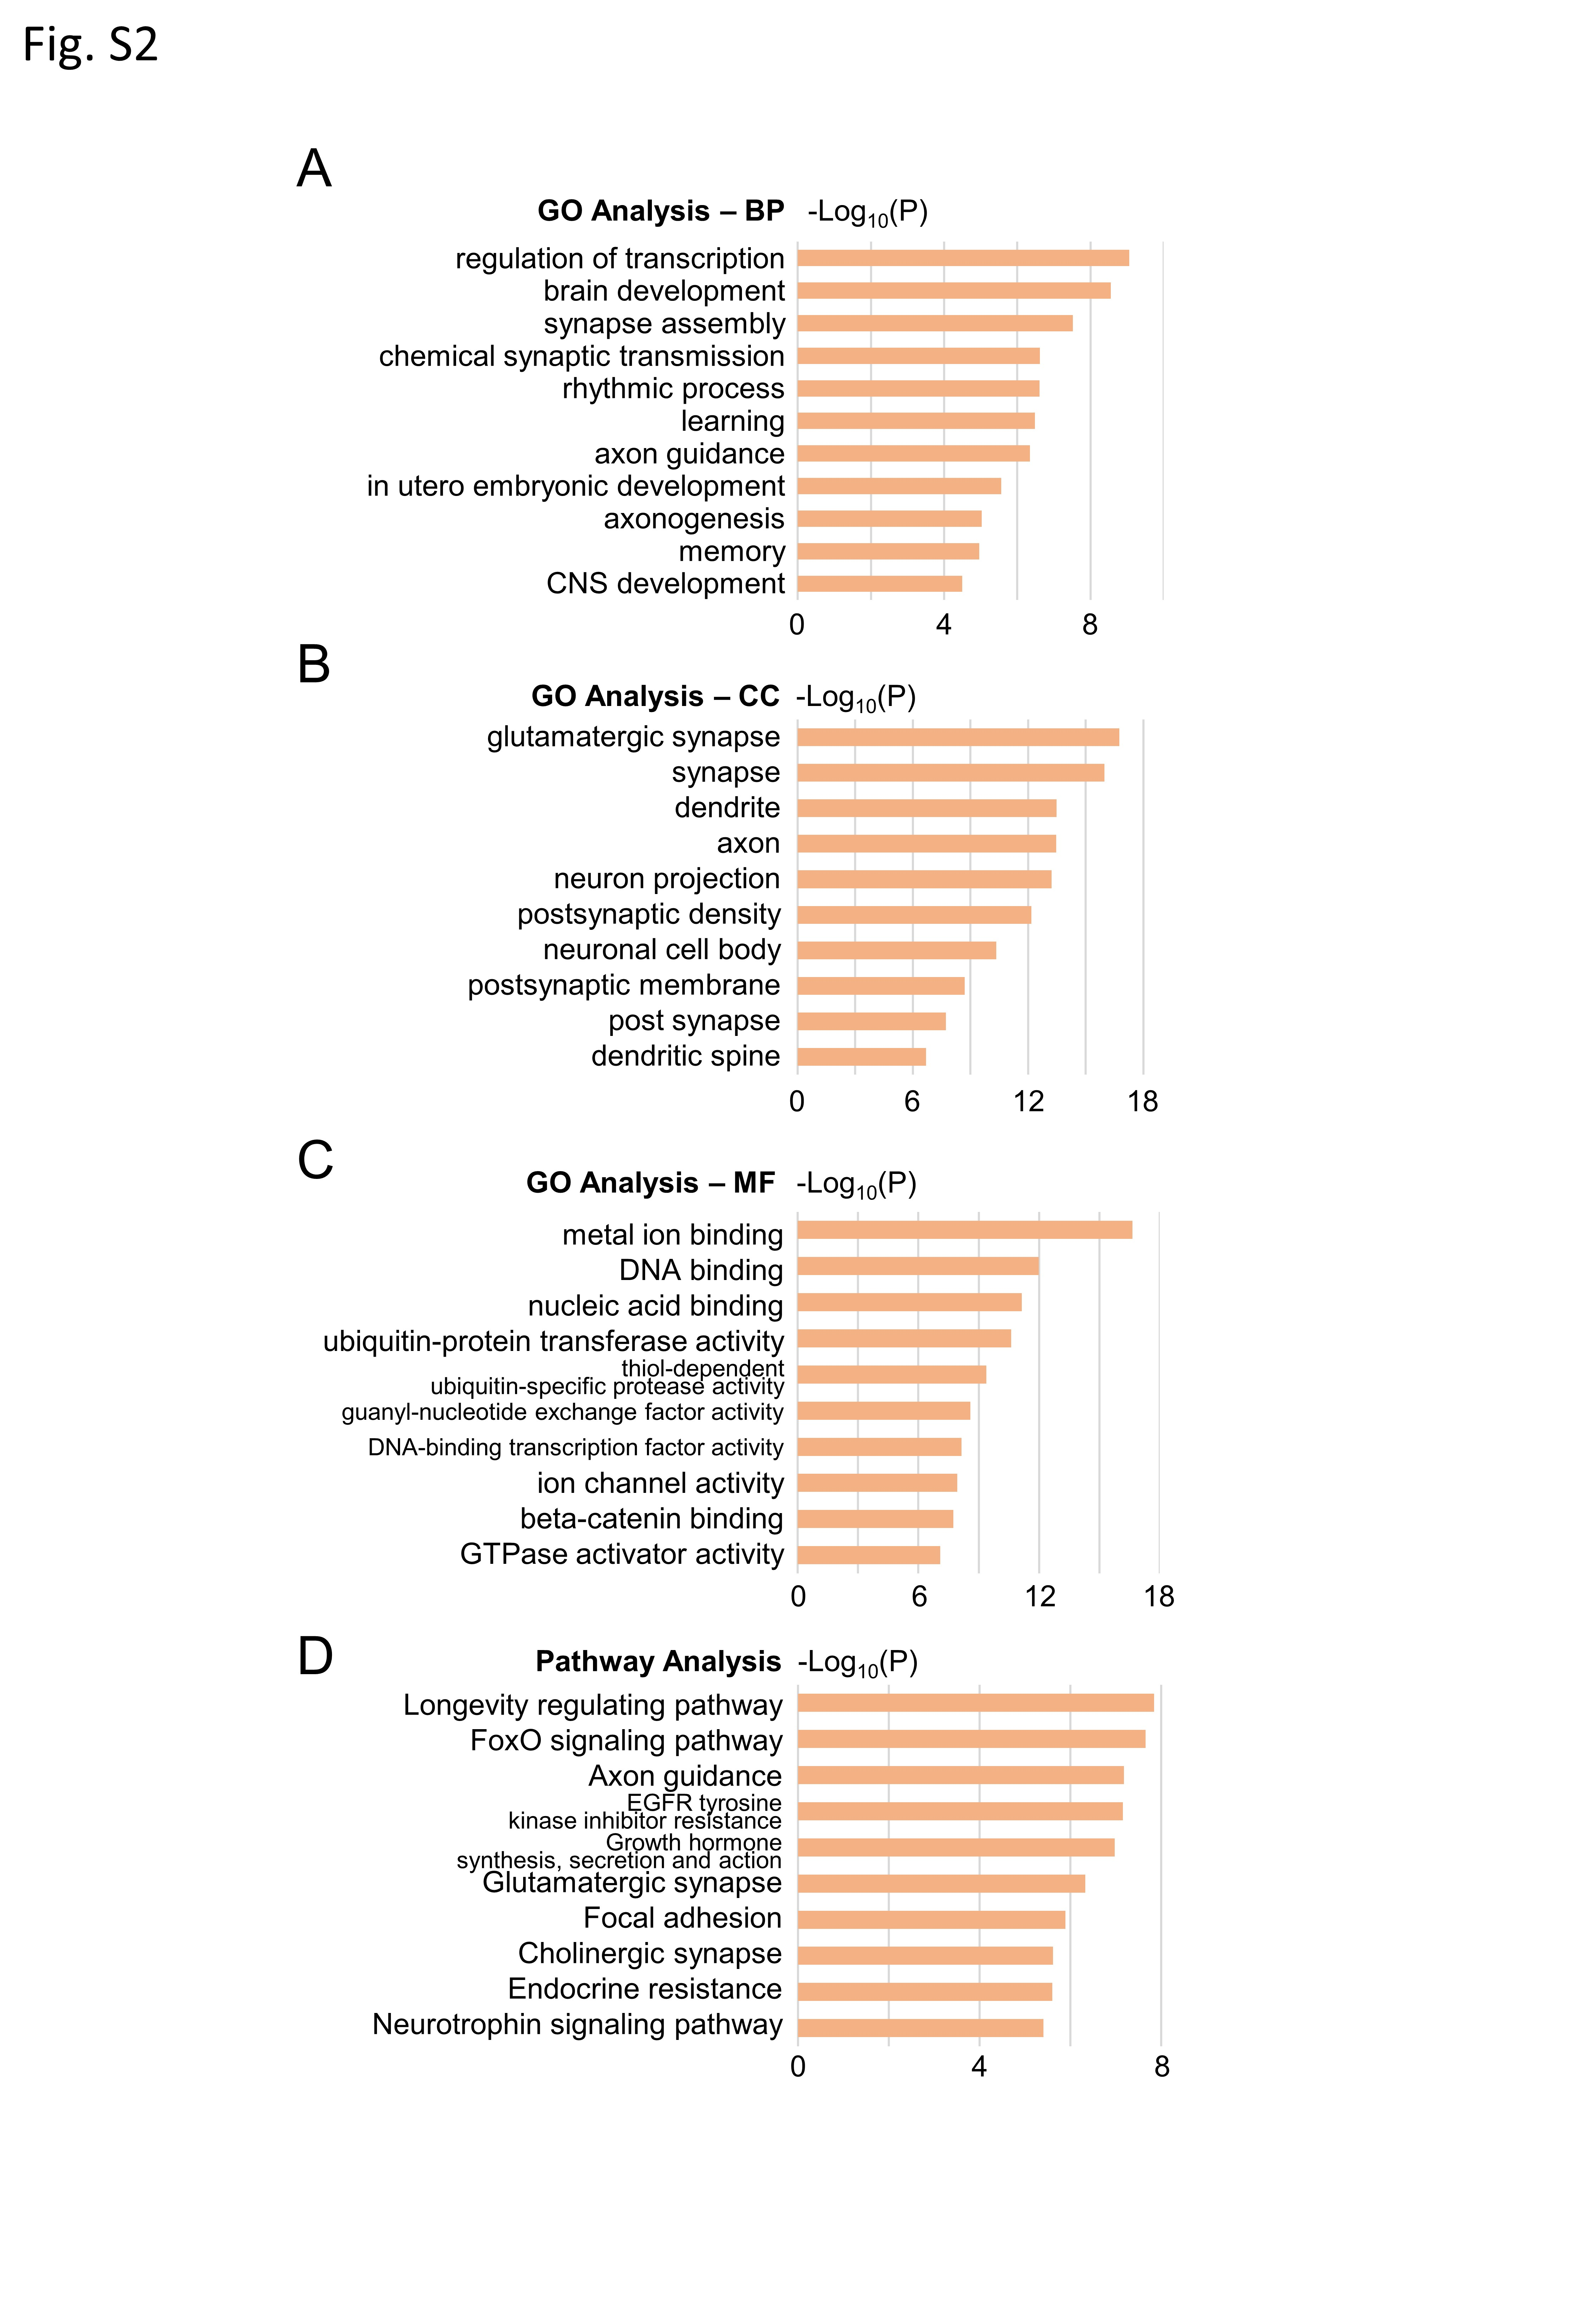 Fig. S2
A
GO Analysis – BP -Log10(P)
regulation of transcription
brain development
synapse assembly
chemical synaptic transmission
rhythmic process
learning
axon guidance
in utero embryonic development
axonogenesis
memory
CNS development
0 4 8
B
GO Analysis – CC -Log10(P)
glutamatergic synapse
synapse
dendrite
axon
neuron projection
postsynaptic density
neuronal cell body
postsynaptic membrane
post synapse
dendritic spine
0 6 12 18
C
GO Analysis – MF -Log10(P)
metal ion binding
DNA binding
nucleic acid binding
ubiquitin-protein transferase activity
thiol-dependent
ubiquitin-specific protease activity
guanyl-nucleotide exchange factor activity
DNA-binding transcription factor activity
ion channel activity
beta-catenin binding
GTPase activator activity
0 6 12 18
D
Pathway Analysis -Log10(P)
Longevity regulating pathway
FoxO signaling pathway
Axon guidance
EGFR tyrosine
kinase inhibitor resistance
Growth hormone
synthesis, secretion and action
Glutamatergic synapse
Focal adhesion
Cholinergic synapse
Endocrine resistance
Neurotrophin signaling pathway
0 4 8